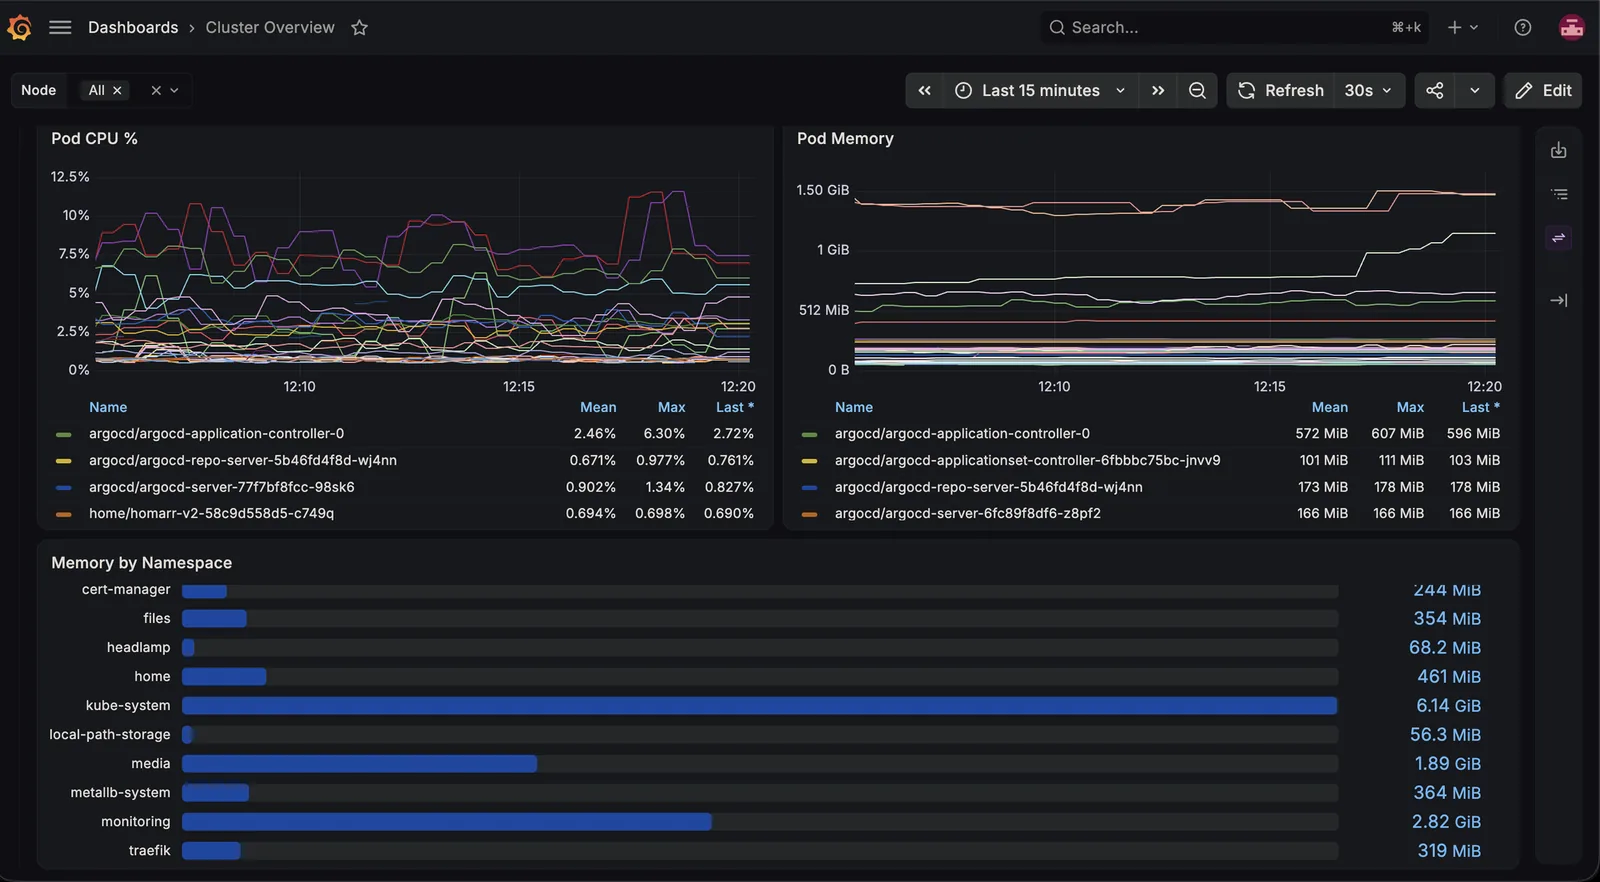 Dashboards › Cluster Overview
Search... ⌘+k
Node All × ×
Last 15 minutes Refresh 30s Edit
Pod CPU %
12.5%
10%
7.5%
5%
2.5%
0%
12:10 12:15 12:20
Name Mean Max Last *
argocd/argocd-application-controller-0 2.46% 6.30% 2.72%
argocd/argocd-repo-server-5b46fd4f8d-wj4nn 0.671% 0.977% 0.761%
argocd/argocd-server-77f7bf8fcc-98sk6 0.902% 1.34% 0.827%
home/homarr-v2-58c9d558d5-c749q 0.694% 0.698% 0.690%
Pod Memory
1.50 GiB
1 GiB
512 MiB
0 B
12:10 12:15 12:20
Name Mean Max Last *
argocd/argocd-application-controller-0 572 MiB 607 MiB 596 MiB
argocd/argocd-applicationset-controller-6fbbbc75bc-jnvv9 101 MiB 111 MiB 103 MiB
argocd/argocd-repo-server-5b46fd4f8d-wj4nn 173 MiB 178 MiB 178 MiB
argocd/argocd-server-6fc89f8df6-z8pf2 166 MiB 166 MiB 166 MiB
Memory by Namespace
cert-manager 244 MiB
files 354 MiB
headlamp 68.2 MiB
home 461 MiB
kube-system 6.14 GiB
local-path-storage 56.3 MiB
media 1.89 GiB
metallb-system 364 MiB
monitoring 2.82 GiB
traefik 319 MiB